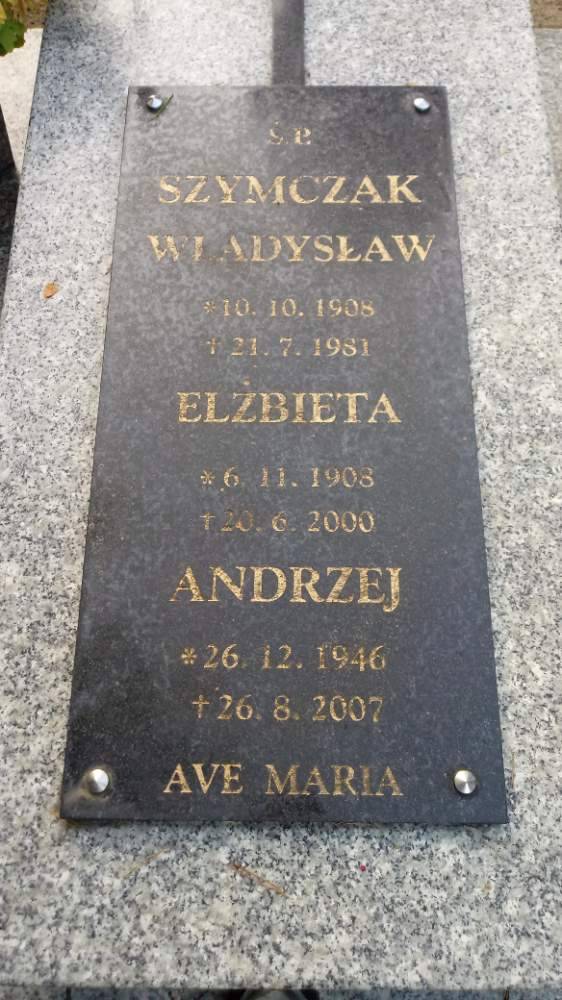 Ś.P.
SZYMCZAK
WŁADYSŁAW
*10. 10. 1908
†21. 7. 1981
ELŻBIETA
*6. 11. 1908
†20. 6. 2000
ANDRZEJ
*26. 12. 1946
†26. 8. 2007
AVE MARIA